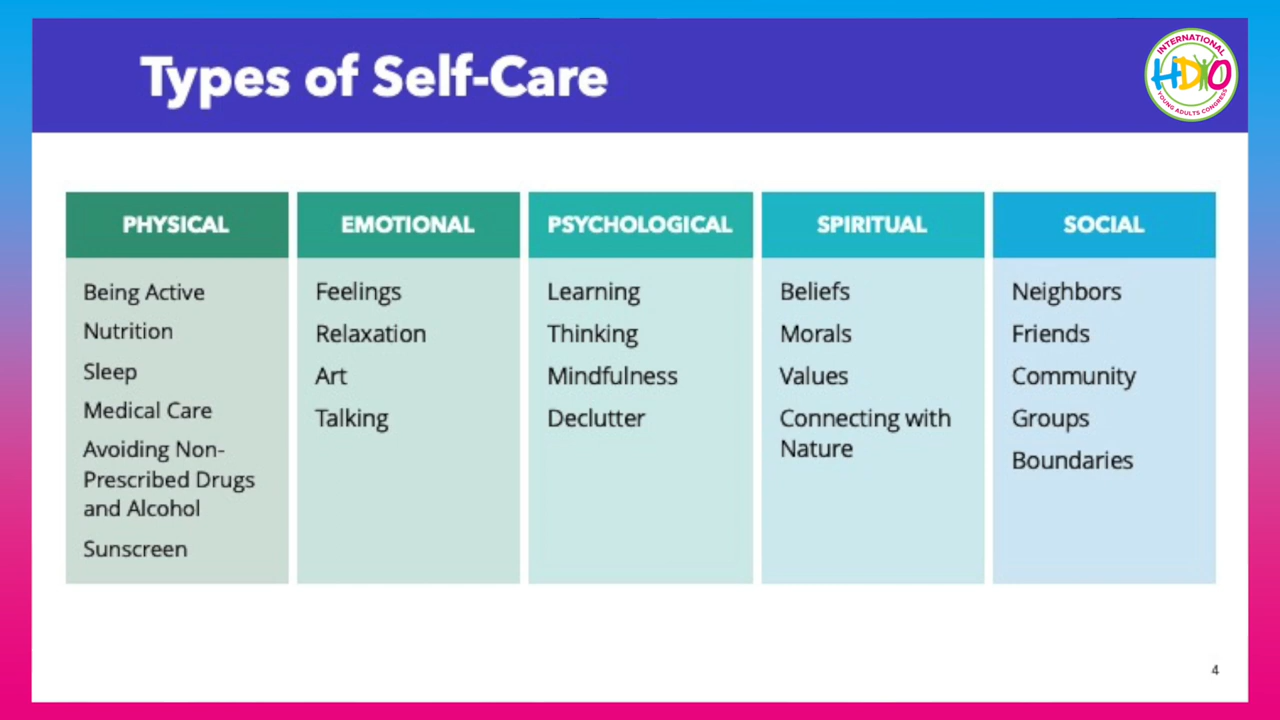 Types of Self-Care
INTERNATIONAL
HDYO
YOUNG ADULTS CONGRESS
PHYSICAL
Being Active
Nutrition
Sleep
Medical Care
Avoiding Non-
Prescribed Drugs
and Alcohol
Sunscreen
EMOTIONAL
Feelings
Relaxation
Art
Talking
PSYCHOLOGICAL
Learning
Thinking
Mindfulness
Declutter
SPIRITUAL
Beliefs
Morals
Values
Connecting with
Nature
SOCIAL
Neighbors
Friends
Community
Groups
Boundaries
4